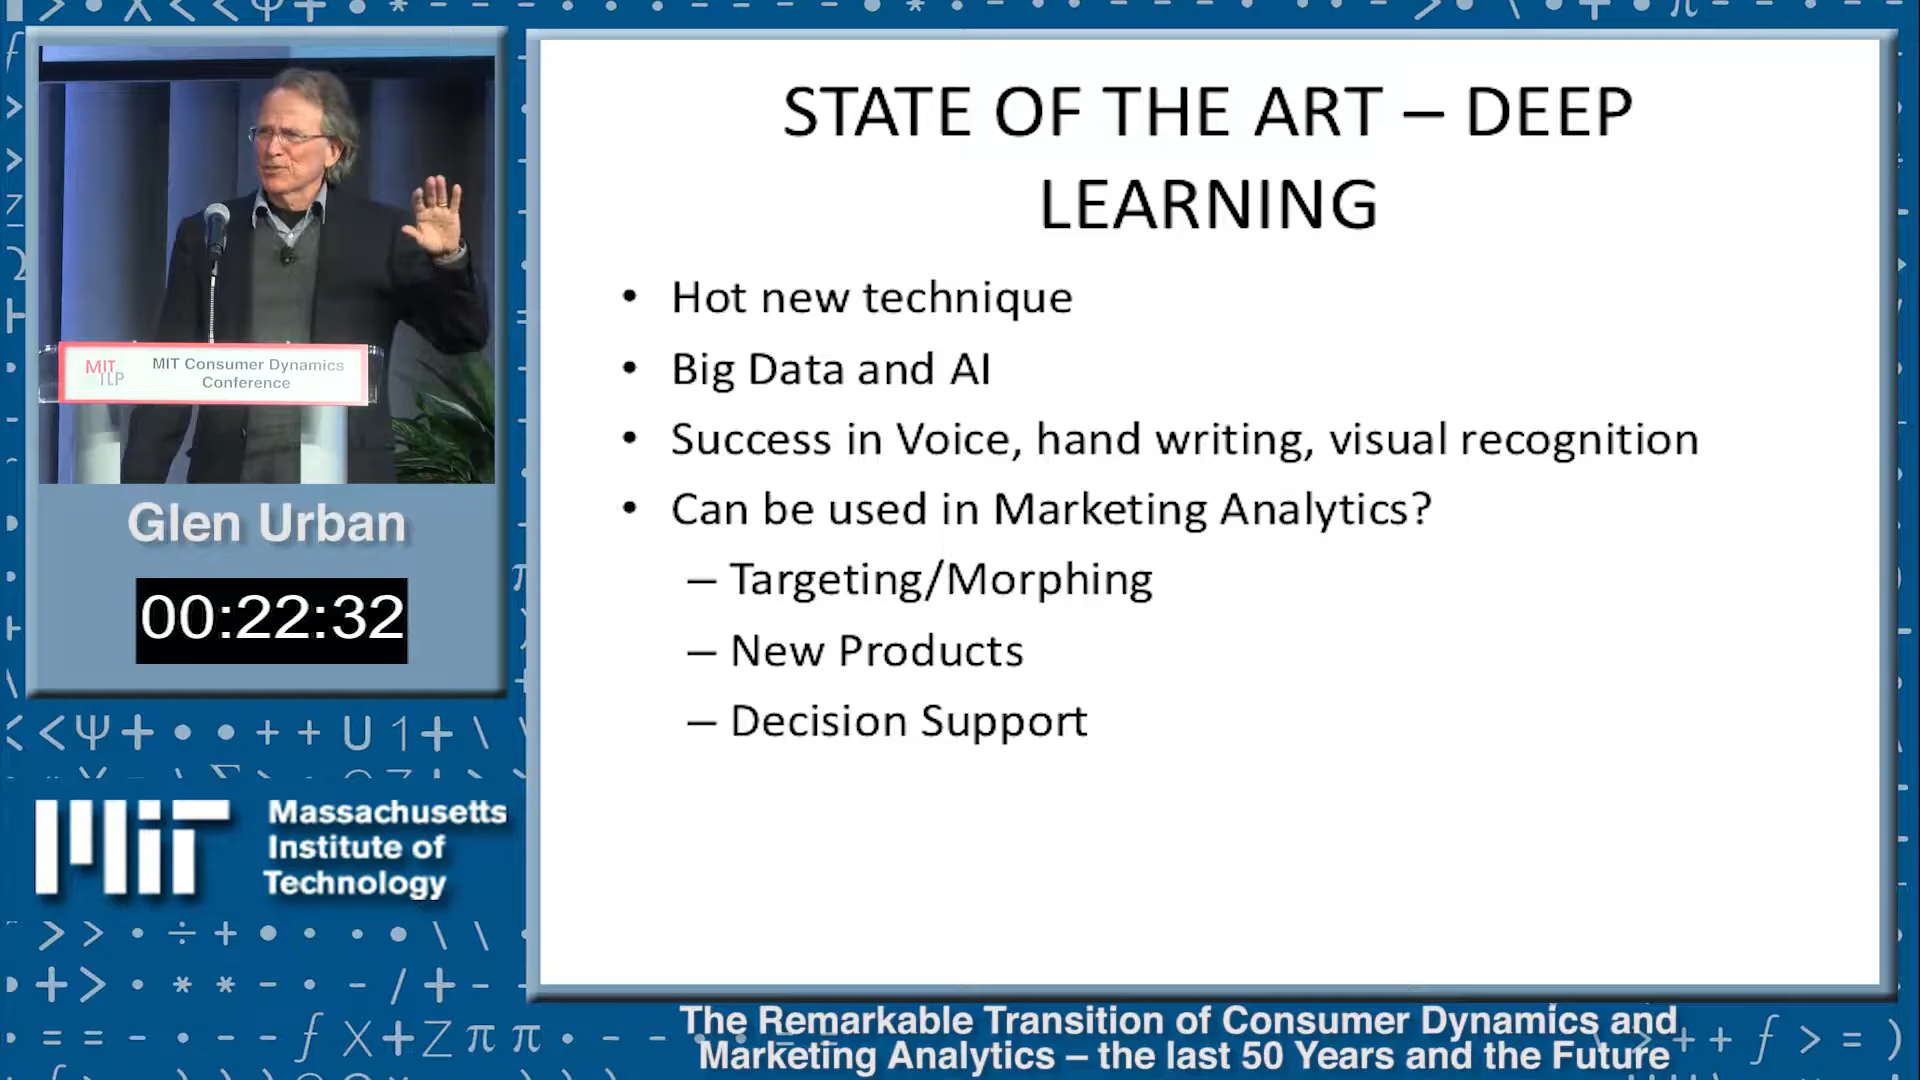 MIT
ILP
MIT Consumer Dynamics
Conference
Glen Urban
00:22:32
MIT
Massachusetts
Institute of
Technology
STATE OF THE ART – DEEP
LEARNING
• Hot new technique
• Big Data and AI
• Success in Voice, hand writing, visual recognition
• Can be used in Marketing Analytics?
– Targeting/Morphing
– New Products
– Decision Support
The Remarkable Transition of Consumer Dynamics and
Marketing Analytics – the last 50 Years and the Future